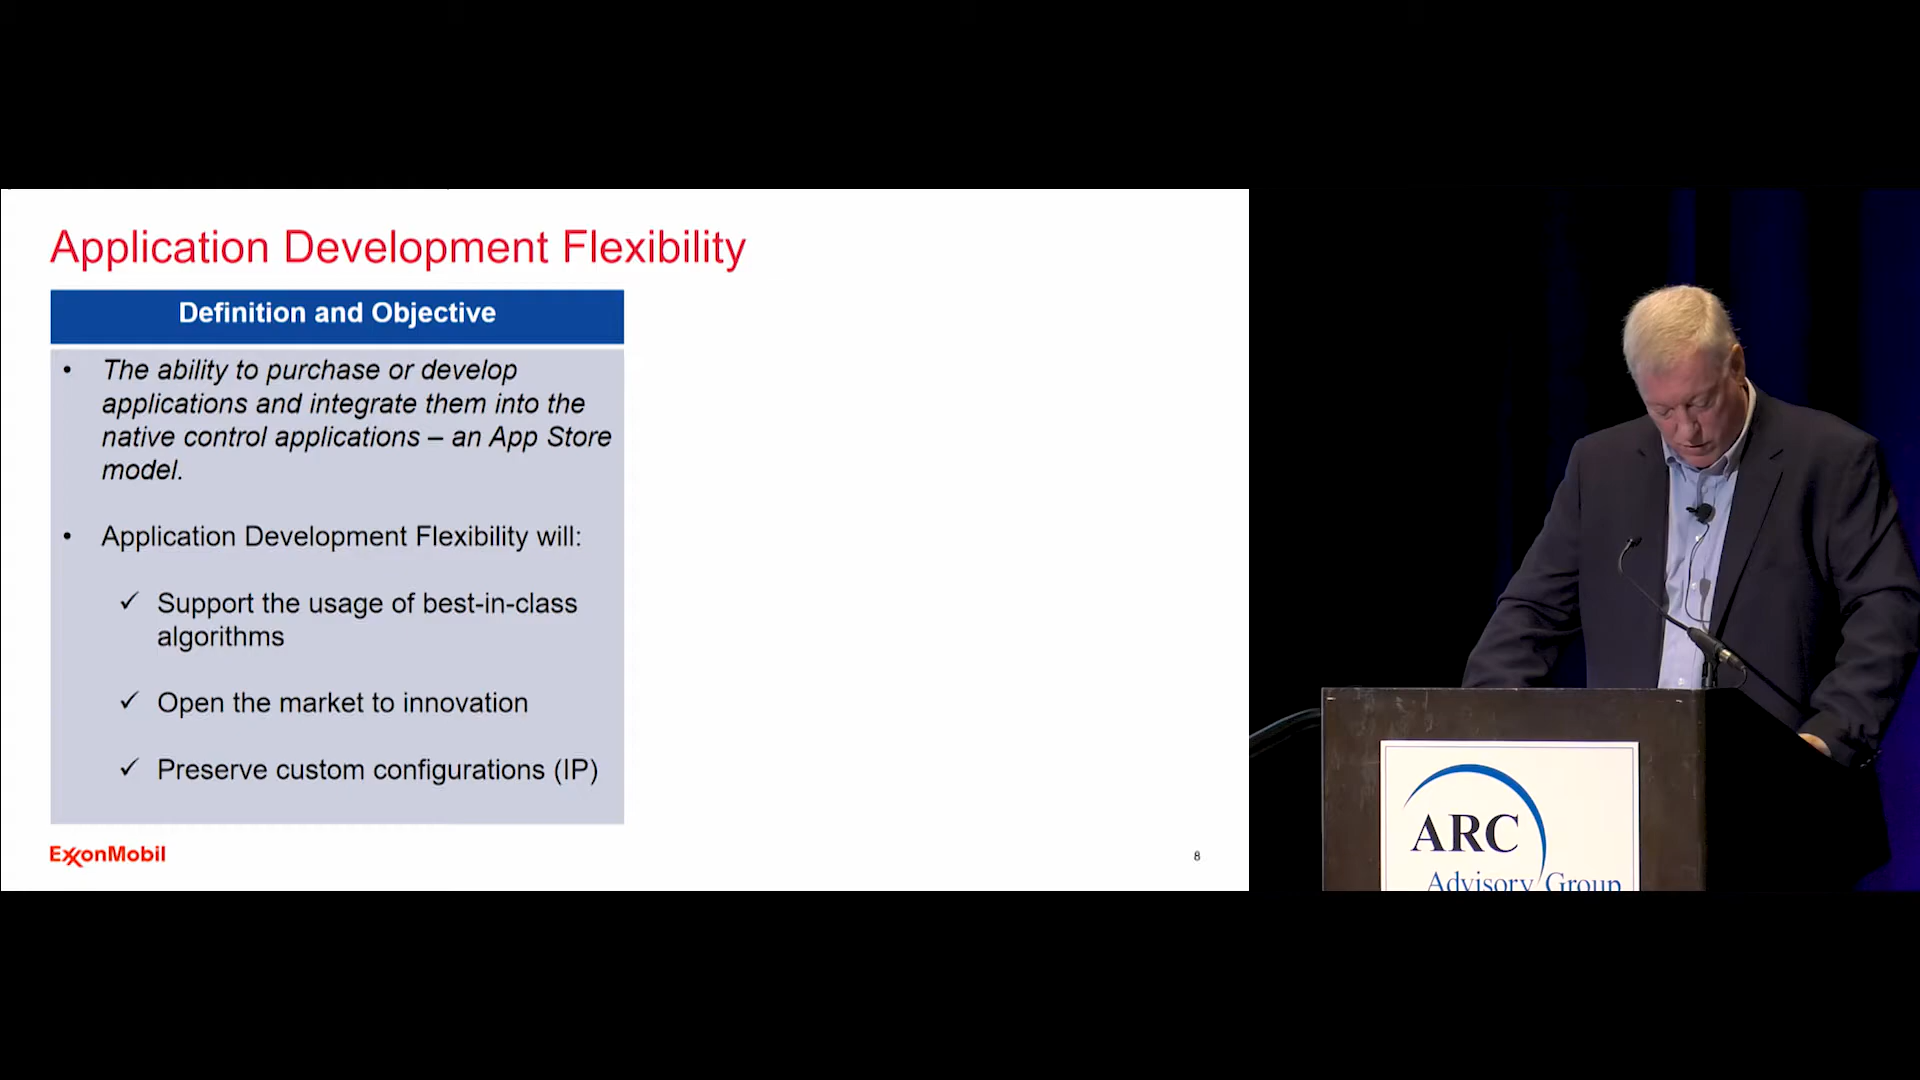 Application Development Flexibility
Definition and Objective
• The ability to purchase or develop
applications and integrate them into the
native control applications – an App Store
model.
• Application Development Flexibility will:
✓ Support the usage of best-in-class
algorithms
✓ Open the market to innovation
✓ Preserve custom configurations (IP)
ExxonMobil
8
ARC
Advisory Group